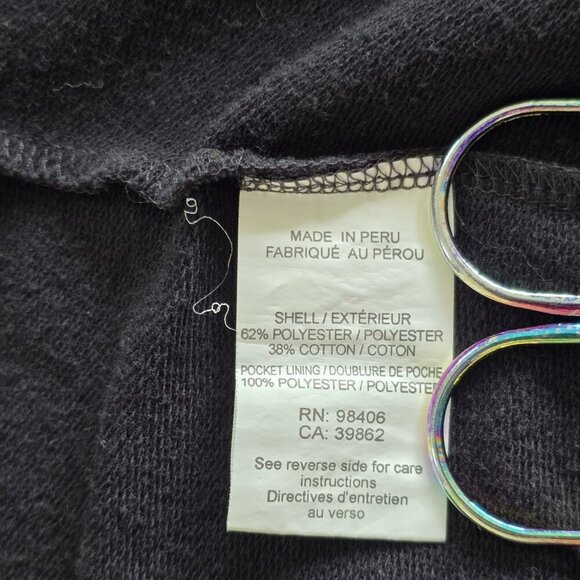 MADE IN PERU
FABRIQUÉ AU PÉROU
SHELL / EXTÉRIEUR
62% POLYESTER / POLYESTER
38% COTTON / COTON
POCKET LINING / DOUBLURE DE POCHE
100% POLYESTER / POLYESTER
RN: 98406
CA: 39862
See reverse side for care
instructions
Directives d'entretien
au verso